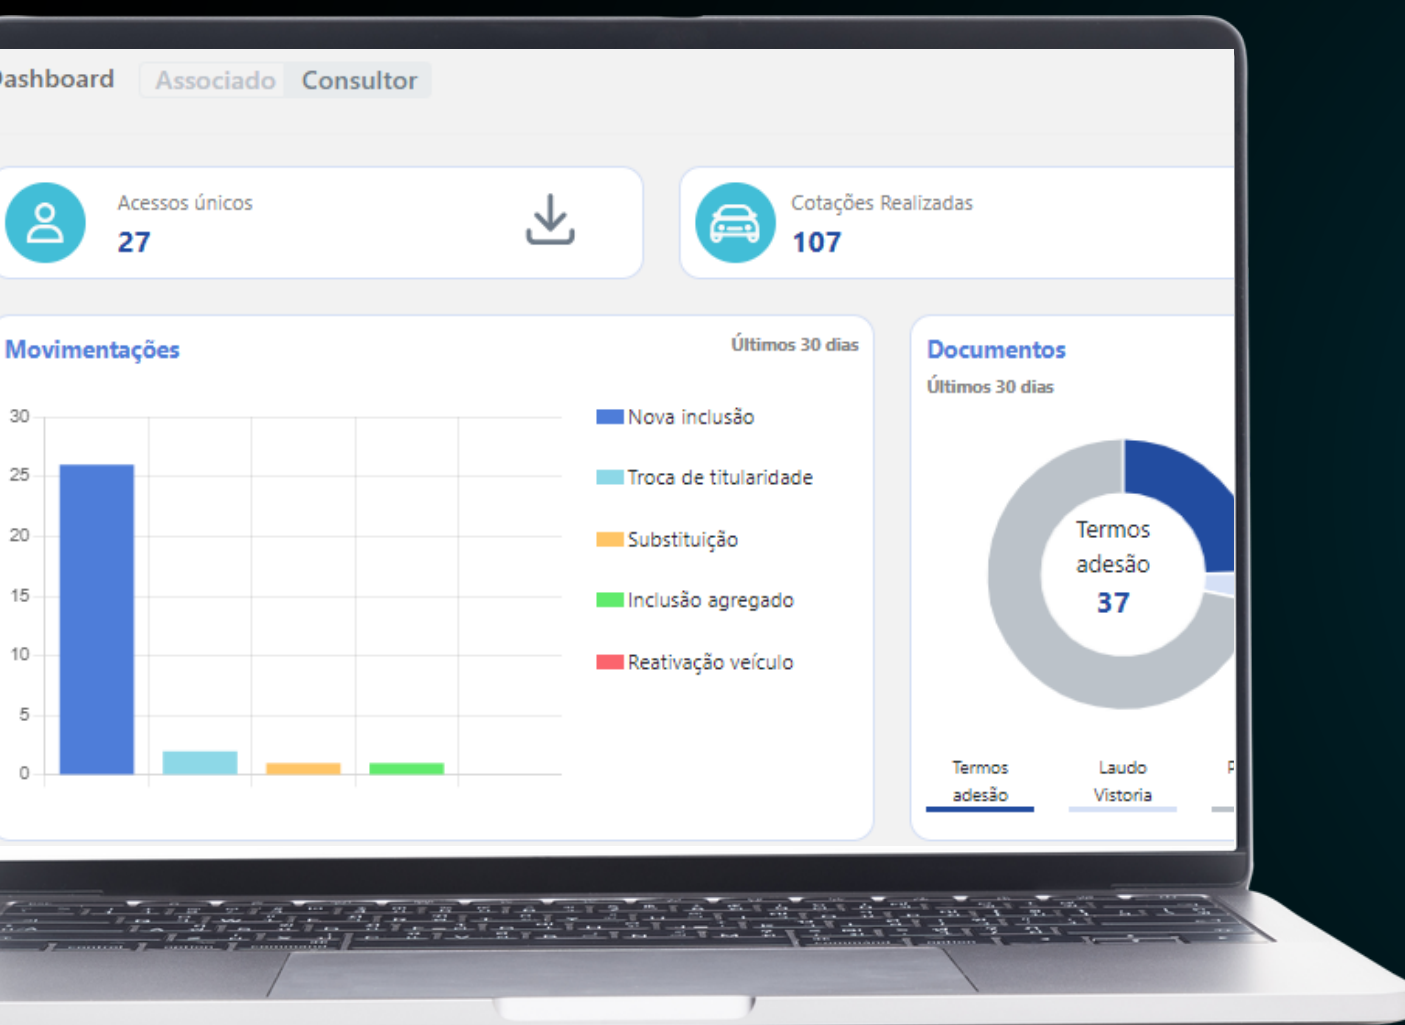 ashboard
Associado
Consultor
Acessos únicos
27
Cotações Realizadas
107
Movimentações
Últimos 30 dias
30
25
20
15
10
5
0
Nova inclusão
Troca de titularidade
Substituição
Inclusão agregado
Reativação veículo
Documentos
Últimos 30 dias
Termos
adesão
37
Termos
adesão
Laudo
Vistoria